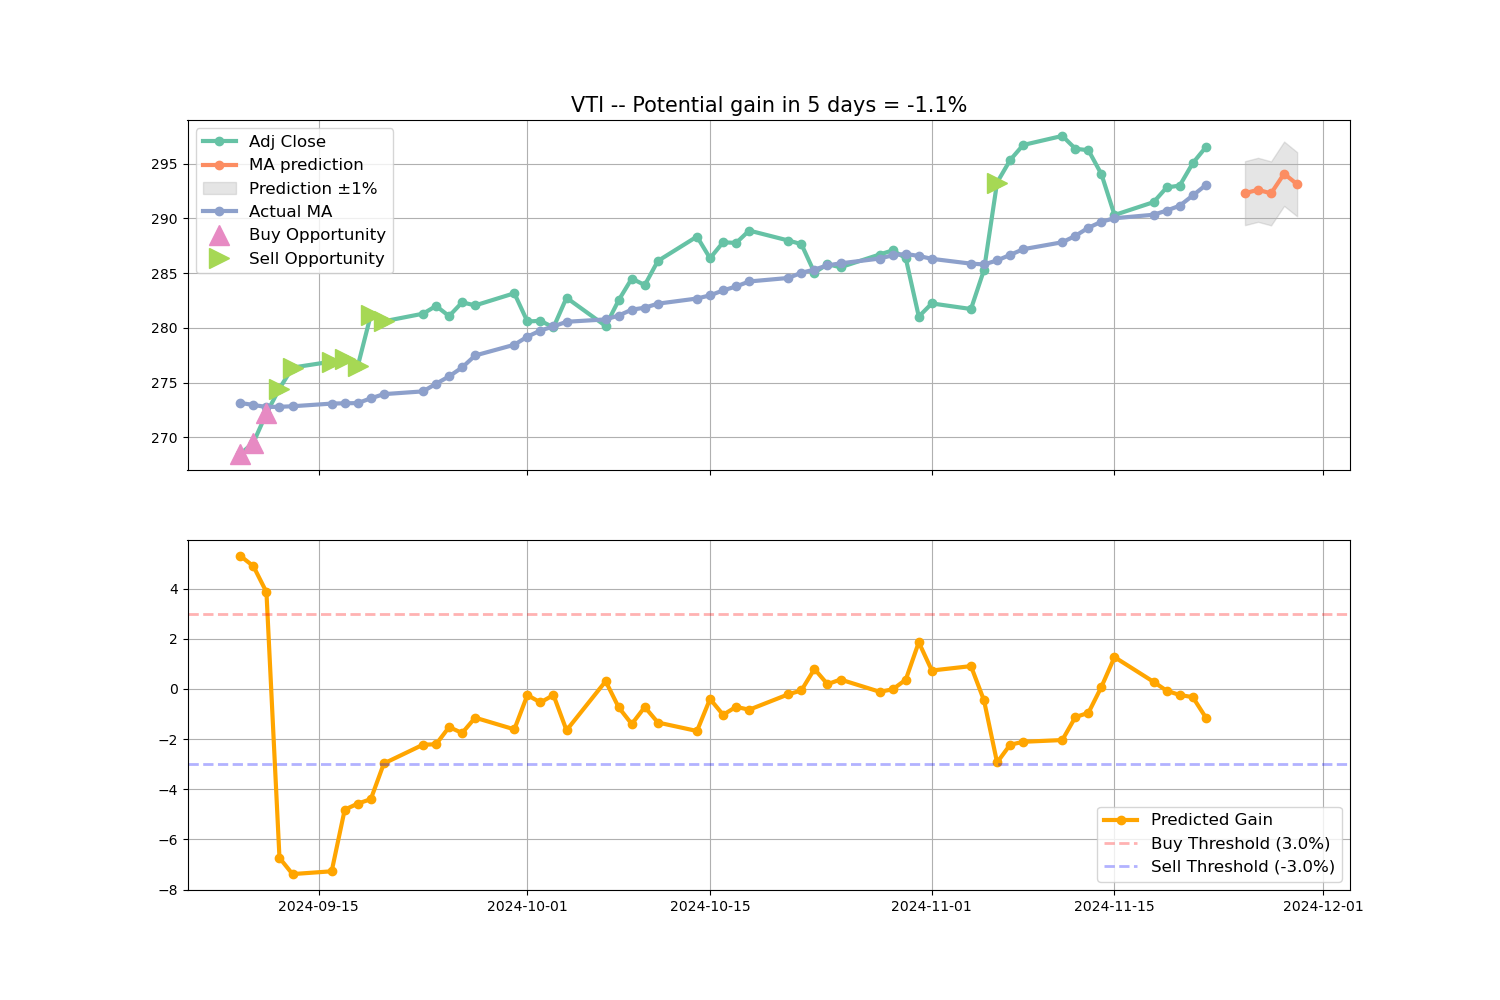 VTI -- Potential gain in 5 days = -1.1%
Adj Close
MA prediction
Prediction ±1%
Actual MA
Buy Opportunity
Sell Opportunity
295
290
285
280
275
270
4
2
0
−2
−4
−6
−8
Predicted Gain
Buy Threshold (3.0%)
Sell Threshold (-3.0%)
2024-09-15 2024-10-01 2024-10-15 2024-11-01 2024-11-15 2024-12-01